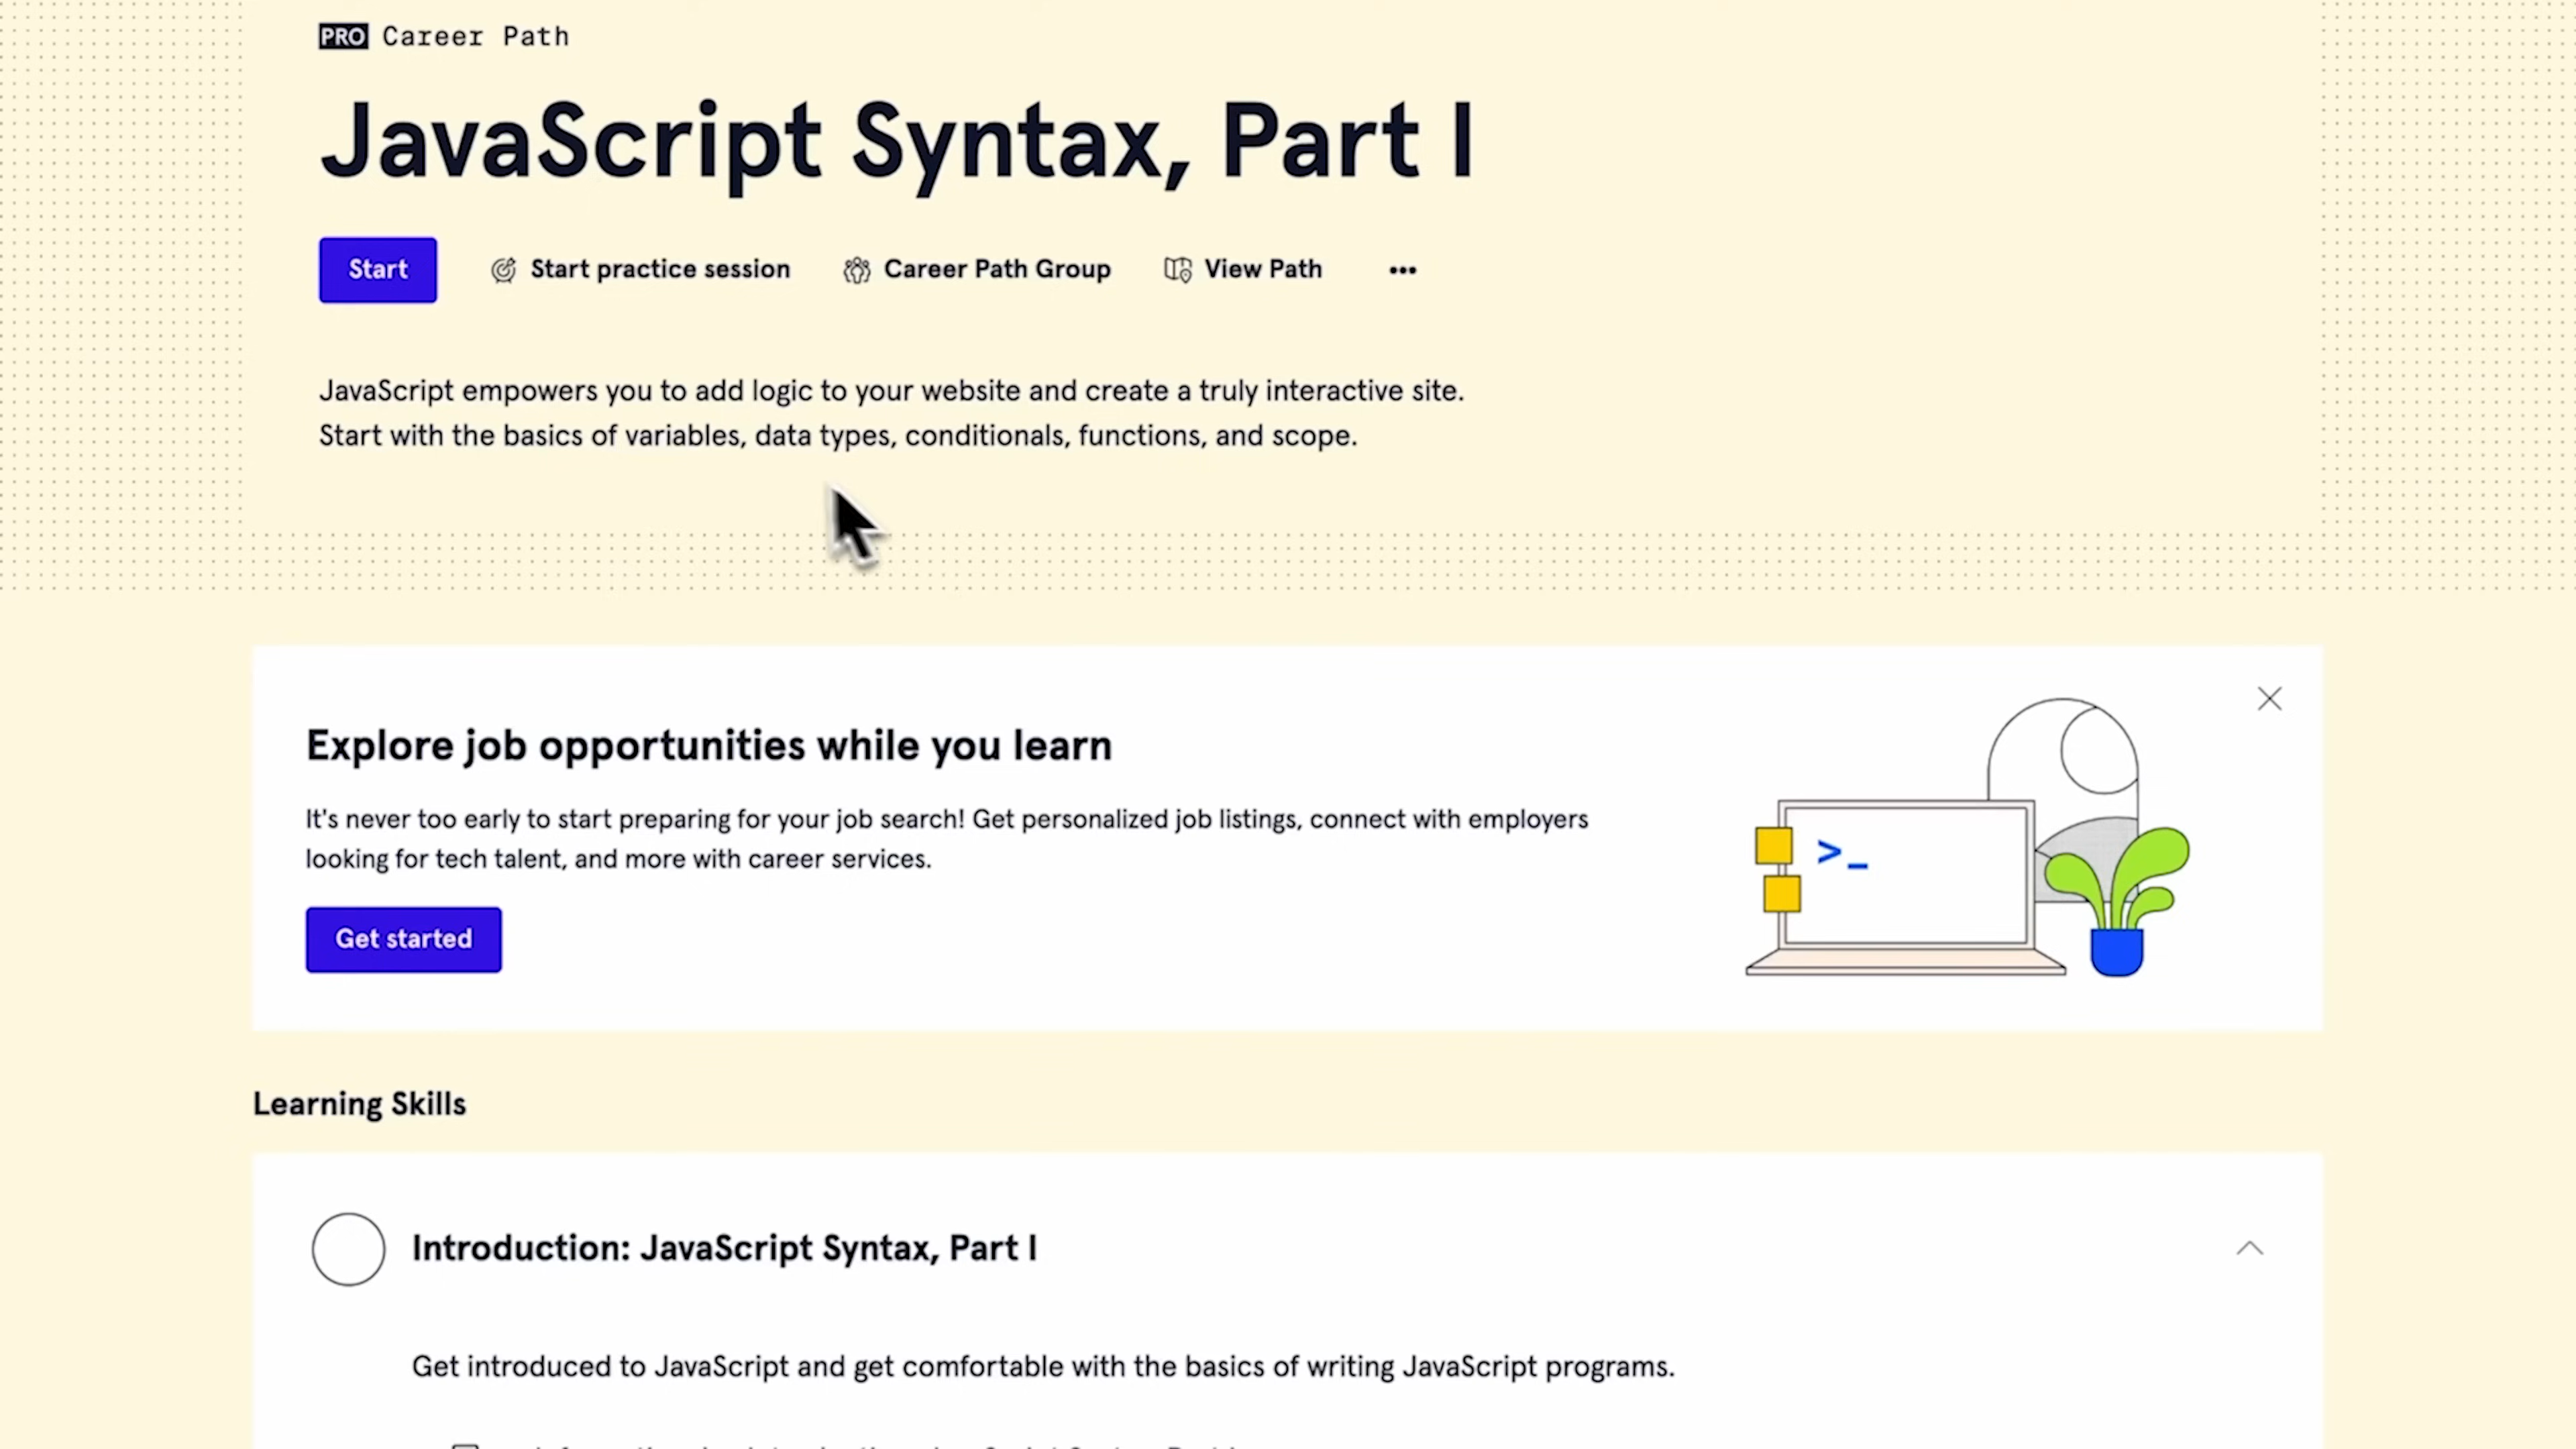 PRO Career Path
JavaScript Syntax, Part I
Start
Start practice session
Career Path Group
View Path
•••
JavaScript empowers you to add logic to your website and create a truly interactive site.
Start with the basics of variables, data types, conditionals, functions, and scope.
Explore job opportunities while you learn
It's never too early to start preparing for your job search! Get personalized job listings, connect with employers
looking for tech talent, and more with career services.
>_
Get started
Learning Skills
Introduction: JavaScript Syntax, Part I
Get introduced to JavaScript and get comfortable with the basics of writing JavaScript programs.